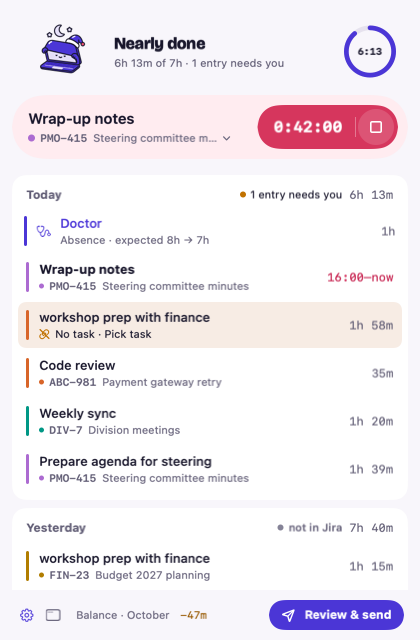 Nearly done
6h 13m of 7h · 1 entry needs you
6:13
Wrap-up notes
PMO-415 Steering committee m...
0:42:00
Today
1 entry needs you 6h 13m
Doctor
Absence · expected 8h → 7h
1h
Wrap-up notes
PMO-415 Steering committee minutes
16:00–now
workshop prep with finance
No task · Pick task
1h 58m
Code review
ABC-981 Payment gateway retry
35m
Weekly sync
DIV-7 Division meetings
1h 20m
Prepare agenda for steering
PMO-415 Steering committee minutes
1h 39m
Yesterday
not in Jira 7h 40m
workshop prep with finance
FIN-23 Budget 2027 planning
1h 15m
Balance · October −47m
Review & send